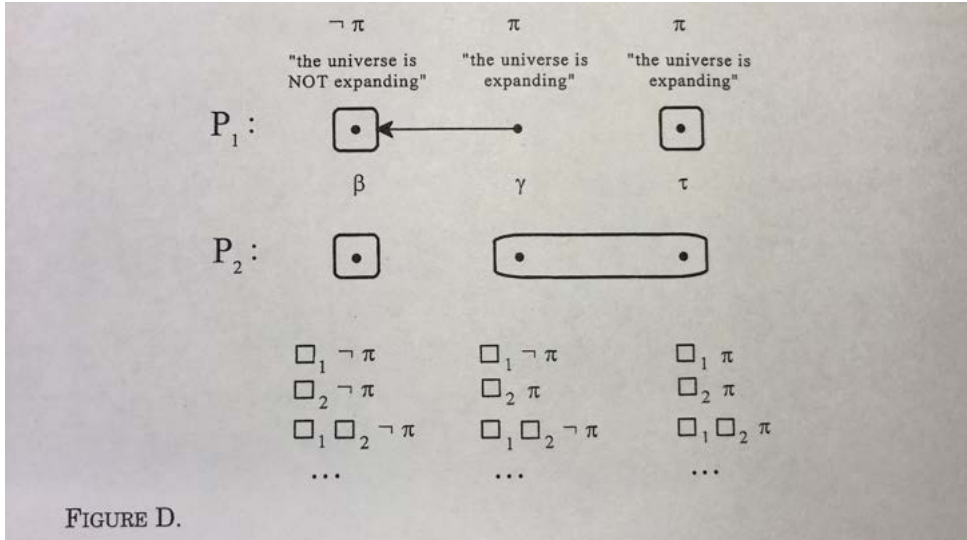 ¬ π π π
"the universe is NOT expanding" "the universe is expanding" "the universe is expanding"
P₁ :
β γ τ
P₂ :
□₁ ¬ π □₁ ¬ π □₁ π
□₂ ¬ π □₂ π □₂ π
□₁ □₂ ¬ π □₁ □₂ ¬ π □₁ □₂ π
... ... ...
FIGURE D.